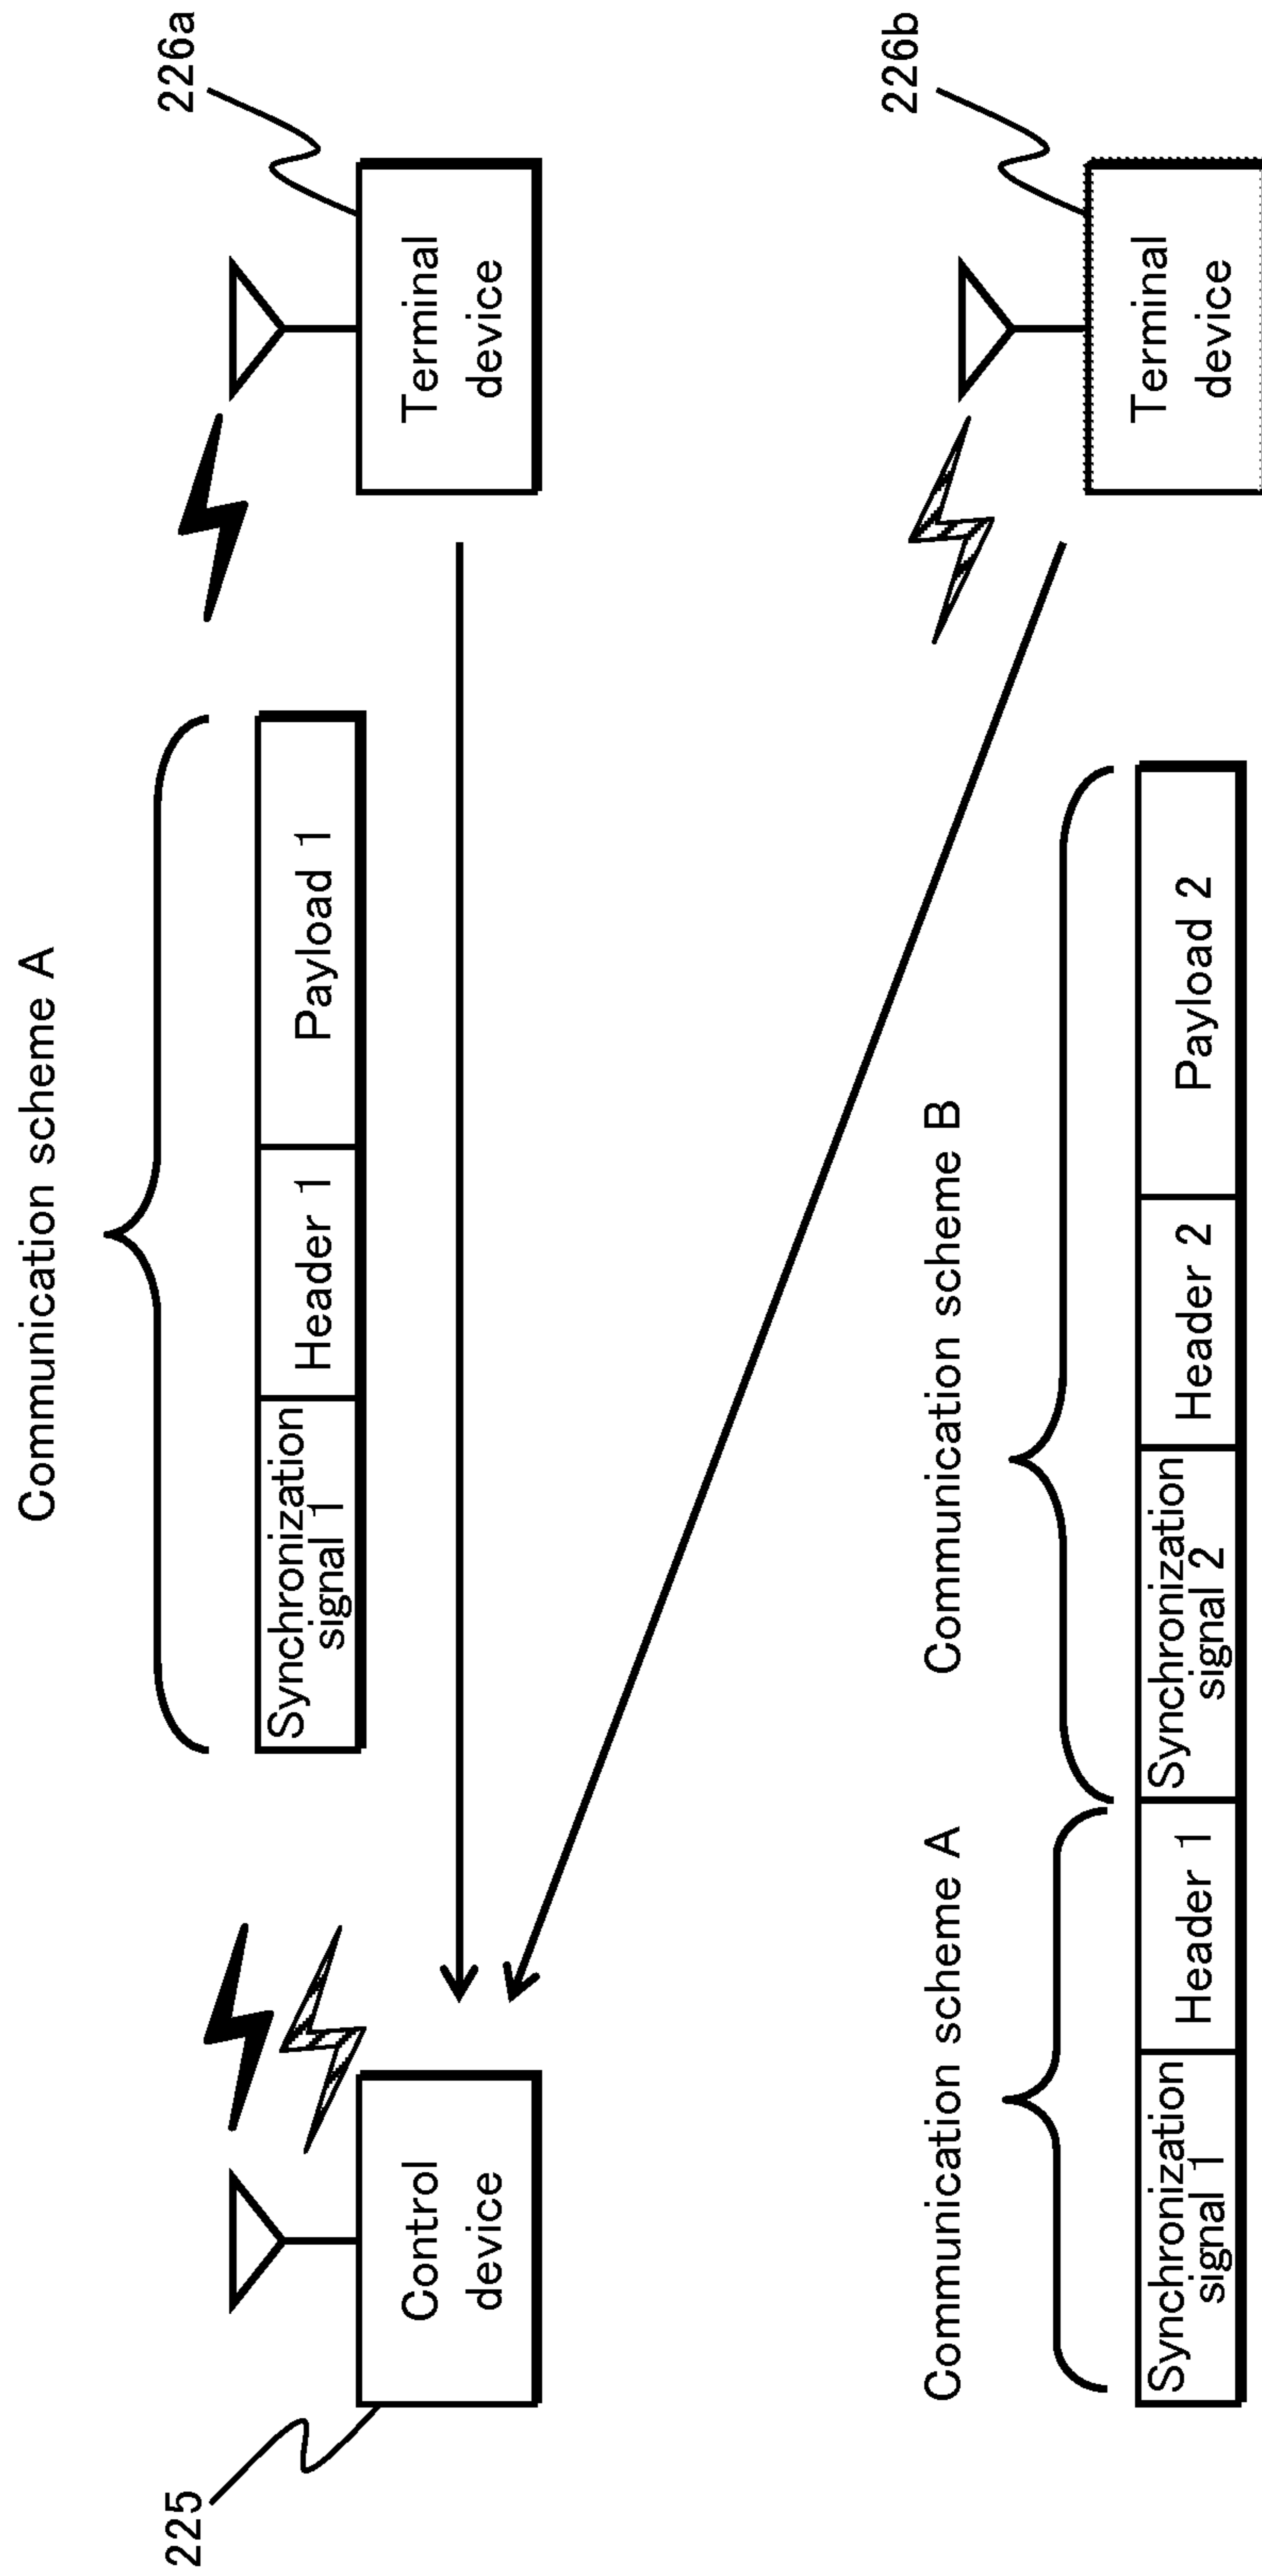 Communication scheme A
Synchronization
signal 1
Header 1
Payload 1
225
Control
device
226a
Terminal
device
Communication scheme A
Communication scheme B
Synchronization
signal 1
Header 1
Synchronization
signal 2
Header 2
Payload 2
226b
Terminal
device